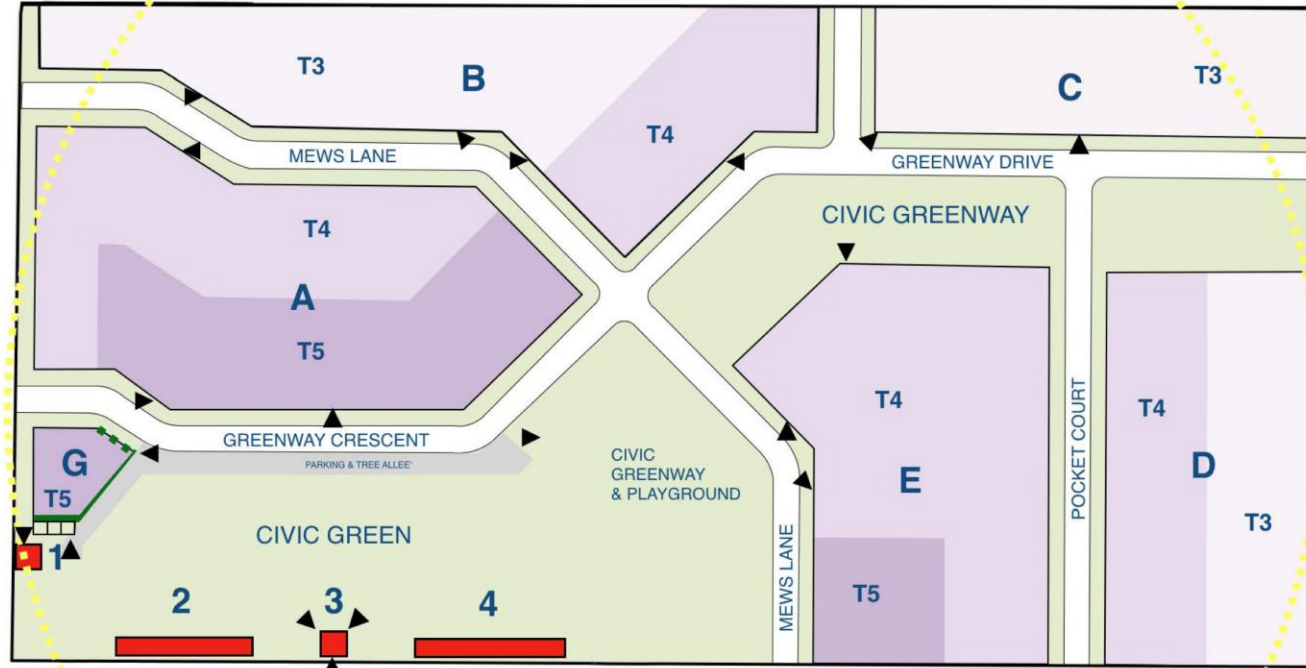 T3
B
C
T3
T4
MEWS LANE
GREENWAY DRIVE
CIVIC GREENWAY
T4
A
T5
T4
T4
POCKET COURT
GREENWAY CRESCENT
PARKING & TREE ALLEE'
CIVIC
GREENWAY
& PLAYGROUND
G
T5
E
D
T3
CIVIC GREEN
1
MEWS LANE
T5
2
3
4